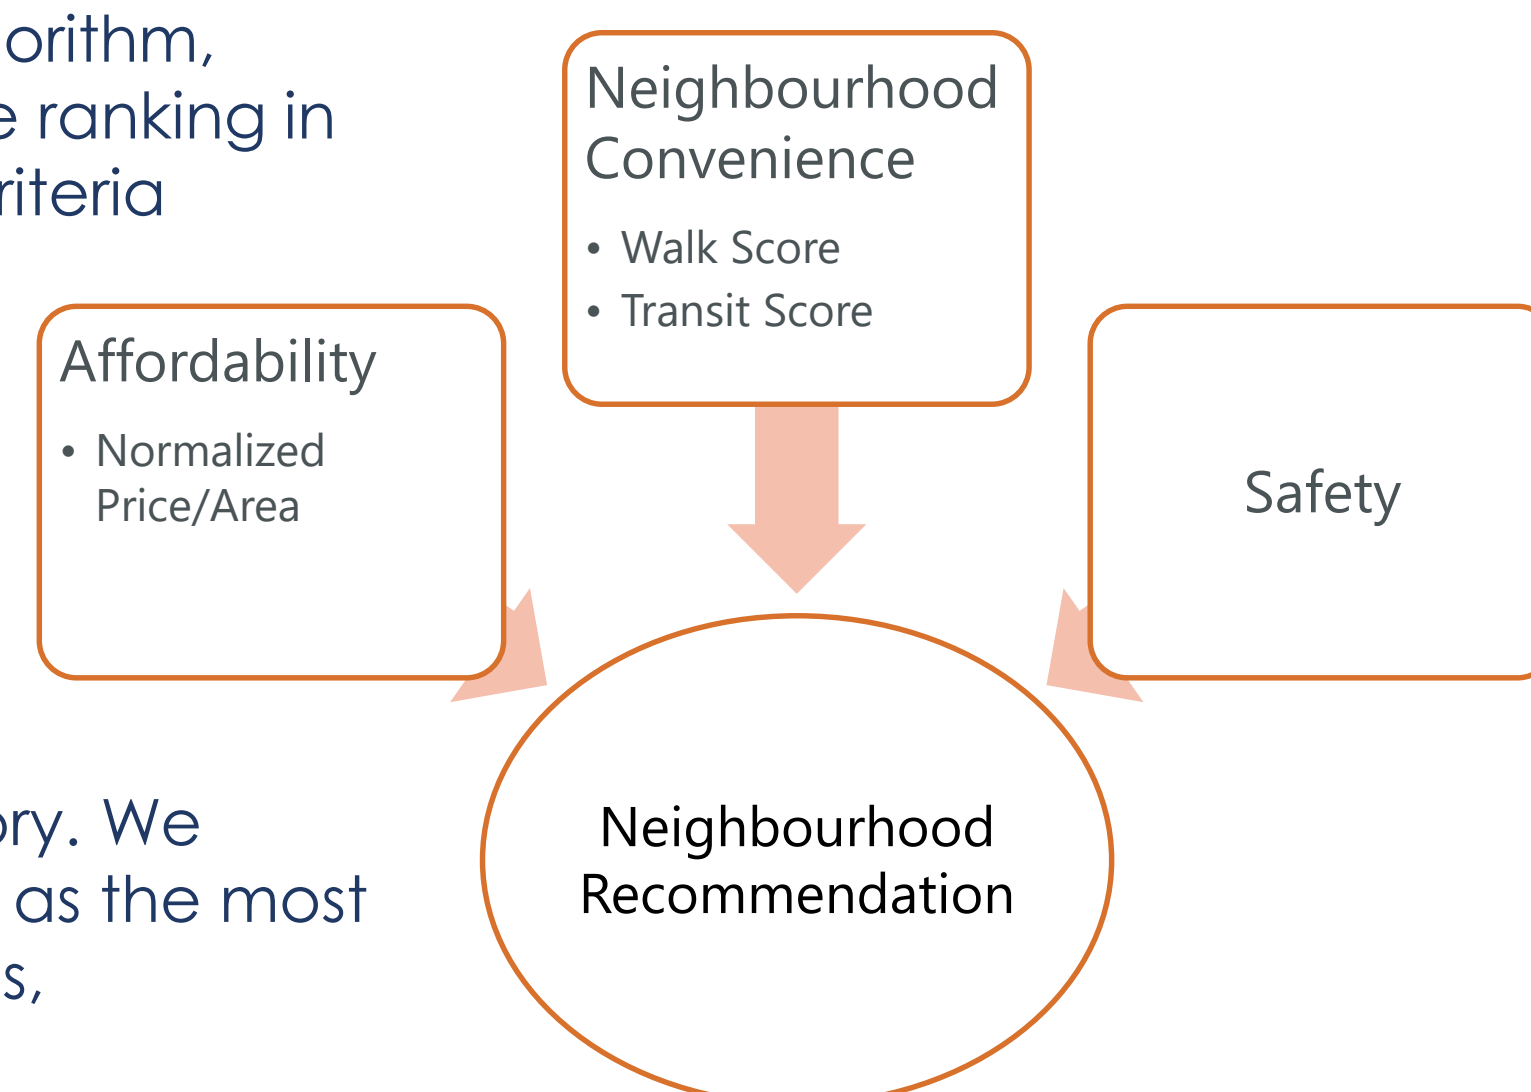 orithm,
e ranking in
riteria
Neighbourhood
Convenience
• Walk Score
• Transit Score
Affordability
• Normalized
Price/Area
Safety
ory. We
as the most
s,
Neighbourhood
Recommendation